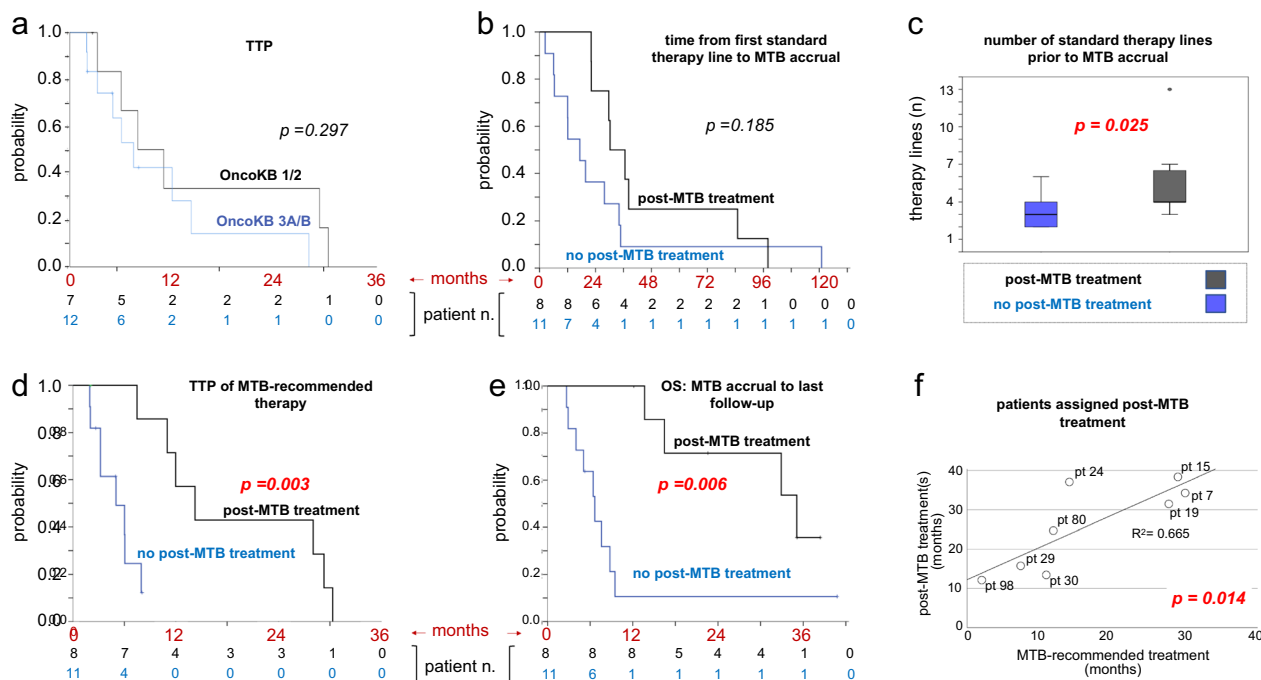 a
TTP
probability
1.0
0.8
0.6
0.4
0.2
0.0
p =0.297
OncoKB 1/2
OncoKB 3A/B
0 12 24 36
7 5 2 2 2 1 0
12 6 2 1 1 0 0
b
time from first standard
therapy line to MTB accrual
probability
1.0
0.8
0.6
0.4
0.2
0.0
p =0.185
post-MTB treatment
no post-MTB treatment
0 24 48 72 96 120
8 8 6 4 2 2 2 1 0 0 0
11 7 4 1 1 1 1 1 1 1 0
months
patient n.
c
number of standard therapy lines
prior to MTB accrual
therapy lines (n)
13
10
7
4
1
p = 0.025
post-MTB treatment
no post-MTB treatment
d
TTP of MTB-recommended
therapy
probability
1.0
0.8
0.6
0.4
0.2
0.0
p =0.003
post-MTB treatment
no post-MTB treatment
0 12 24 36
8 7 4 3 3 1 0
11 4 0 0 0 0 0
e
OS: MTB accrual to last
follow-up
probability
1.0
0.8
0.6
0.4
0.2
0.0
p =0.006
post-MTB treatment
no post-MTB treatment
0 12 24 36
8 8 8 5 4 4 1 0
11 6 1 1 1 1 1 0
months
patient n.
f
patients assigned post-MTB
treatment
post-MTB treatment(s)
(months)
40
30
20
10
0
pt 24
pt 15
pt 7
pt 19
pt 80
R²= 0.665
pt 29
pt 98
pt 30
p = 0.014
0 10 20 30 40
MTB-recommended treatment
(months)